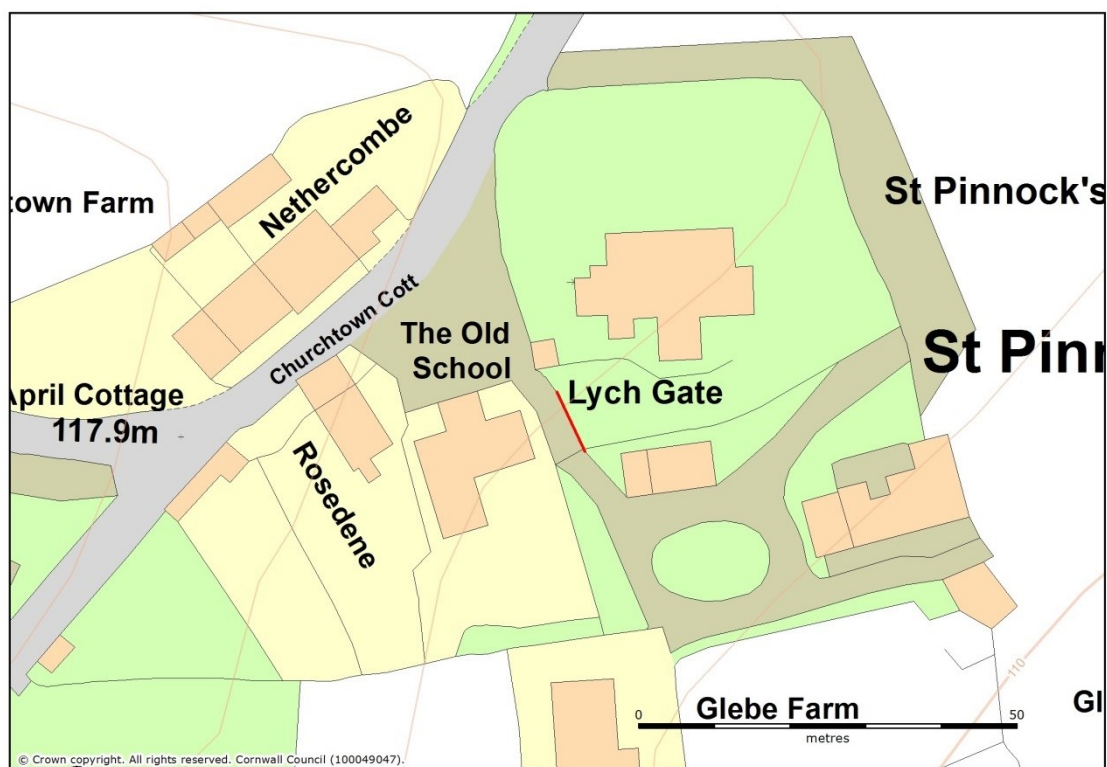 Nethercombe
town Farm
St Pinnock's
Churchtown Cott
The Old
School
St Pinn
April Cottage
117.9m
Lych Gate
Rosedene
110
Glebe Farm
Gl
0 50
metres
© Crown copyright. All rights reserved. Cornwall Council (100049047).